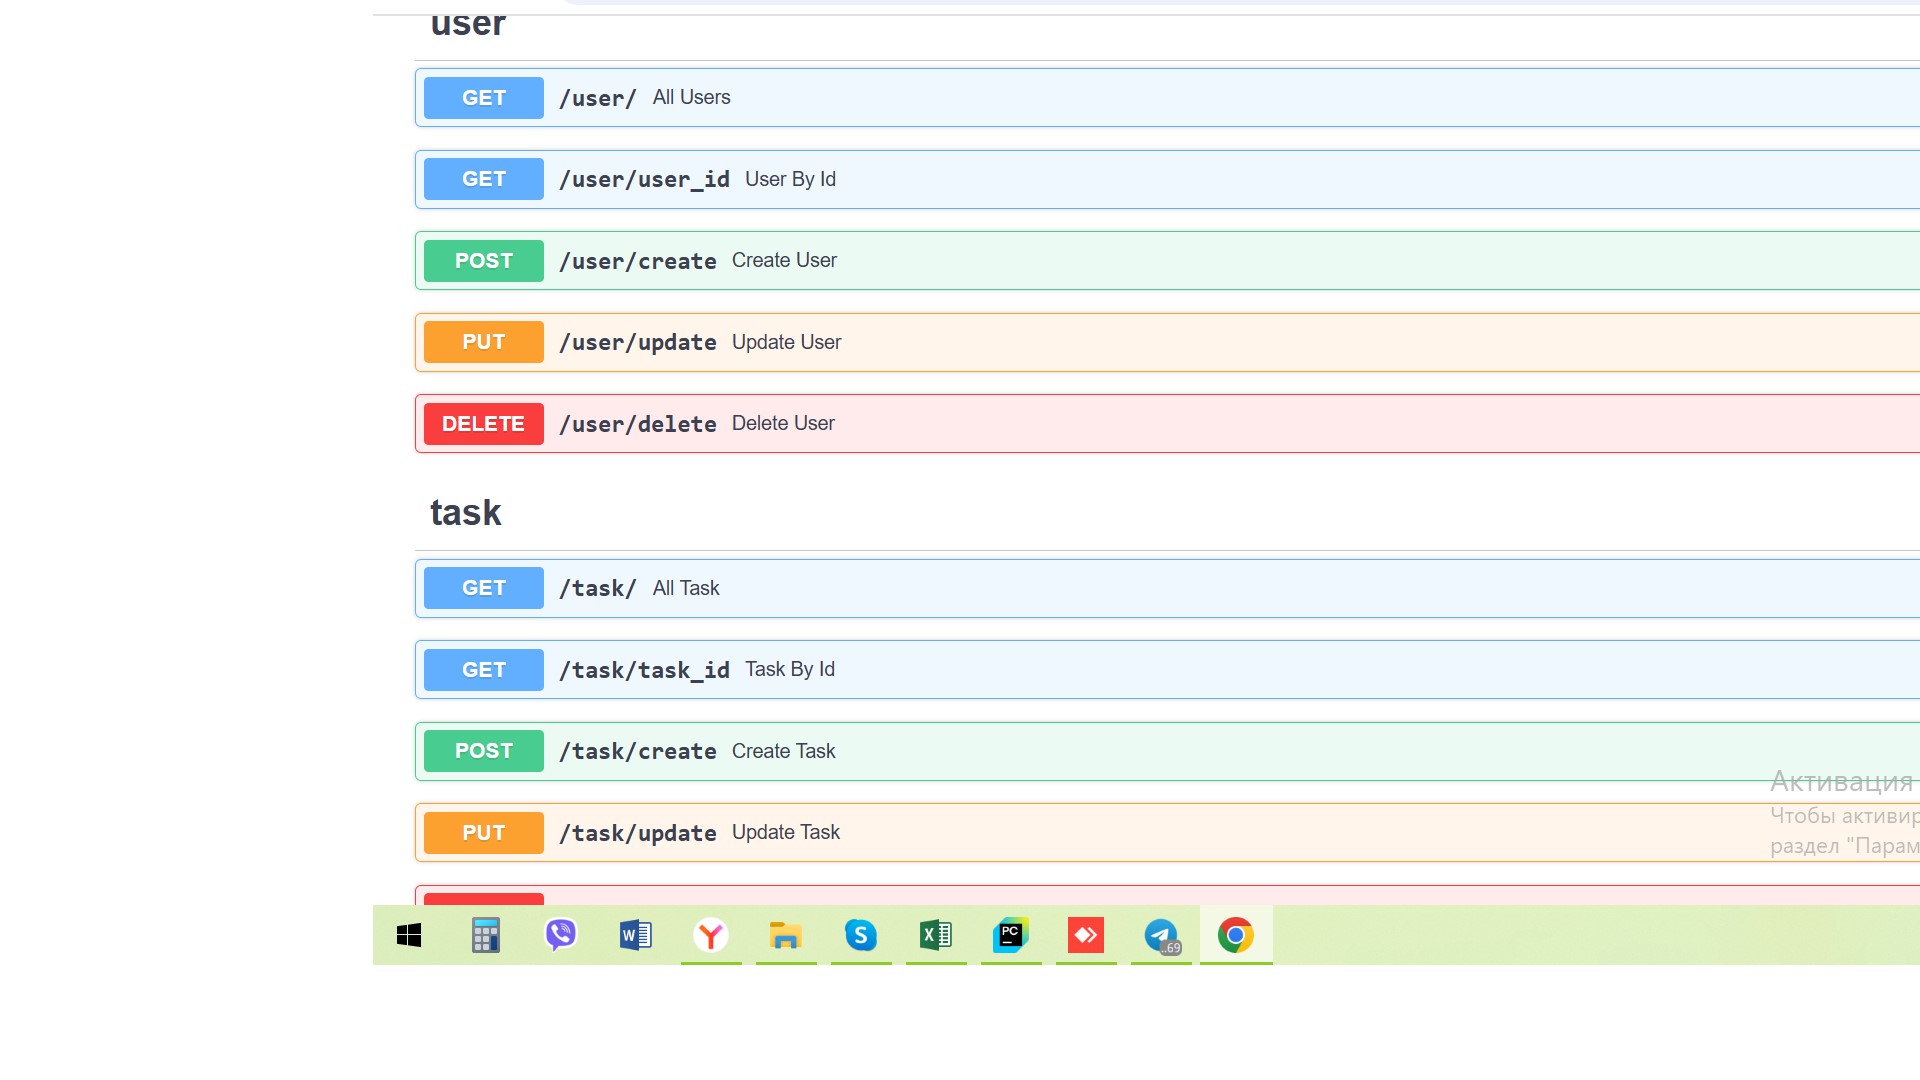 user
GET /user/ All Users
GET /user/user_id User By Id
POST /user/create Create User
PUT /user/update Update User
DELETE /user/delete Delete User
task
GET /task/ All Task
GET /task/task_id Task By Id
POST /task/create Create Task
Активация
PUT /task/update Update Task
Чтобы активир
раздел "Парам
W
Y
S
X
PC
..69